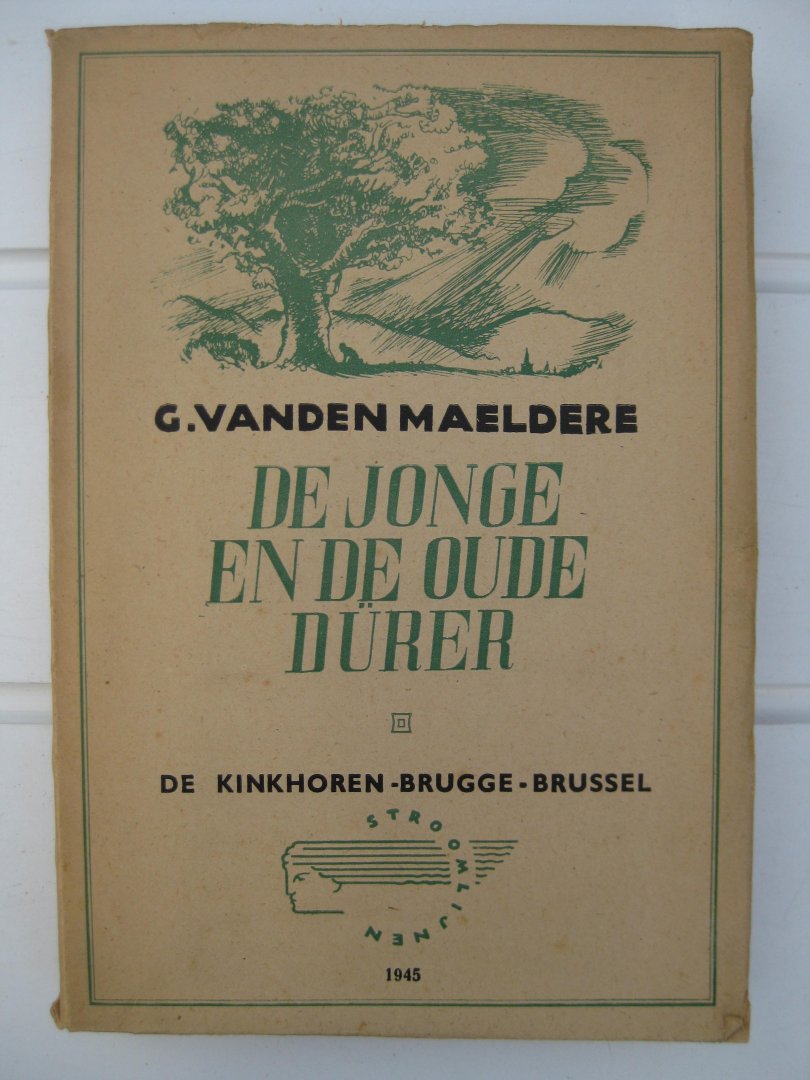 G. VANDEN MAELDERE
DE JONGE
EN DE OUDE
DÜRER
DE KINKHOREN - BRUGGE - BRUSSEL
STROOMLIJNEN
1945